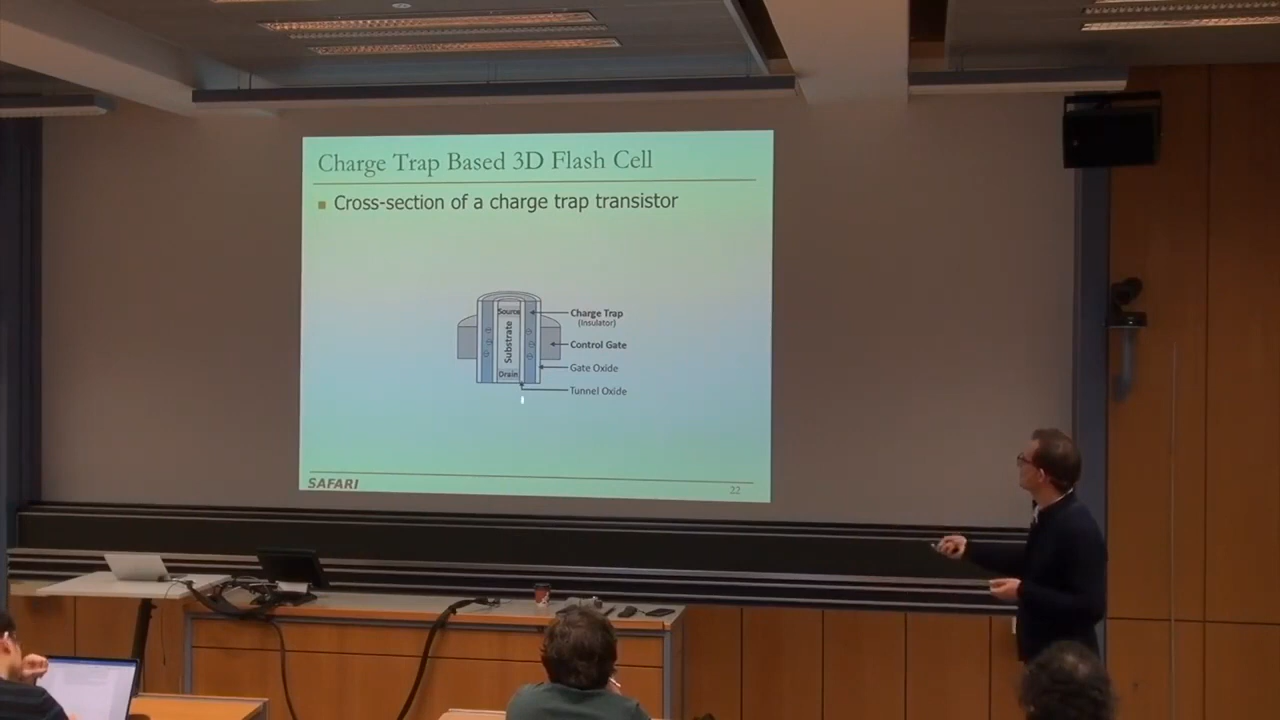 Charge Trap Based 3D Flash Cell
Cross-section of a charge trap transistor
Source
Substrate
Drain
Charge Trap
(Insulator)
Control Gate
Gate Oxide
Tunnel Oxide
SAFARI
22